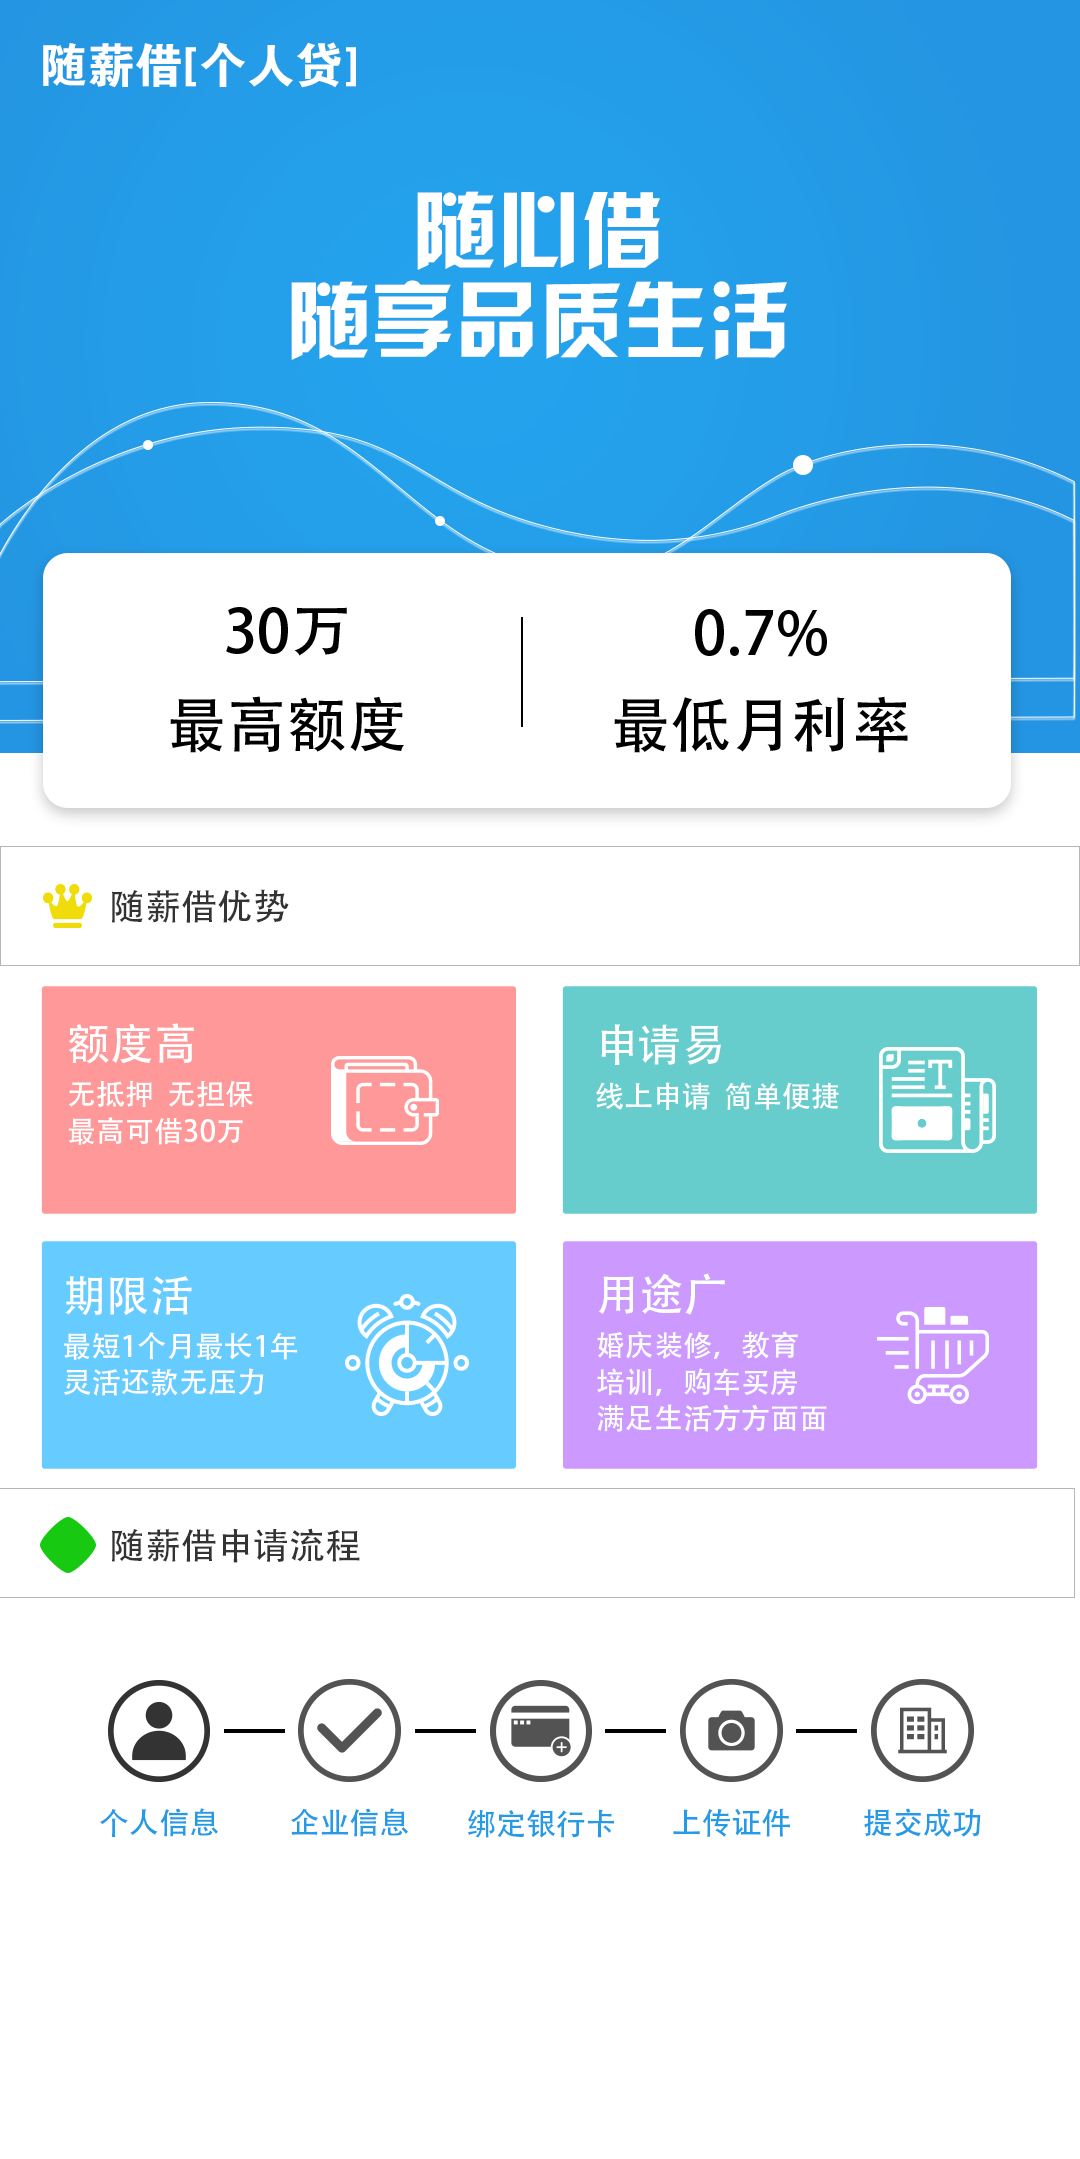 随薪借[个人贷]
随心借
随享品质生活
30万
最高额度
0.7%
最低月利率
随薪借优势
额度高
无抵押 无担保
最高可借30万
申请易
线上申请 简单便捷
期限活
最短1个月最长1年
灵活还款无压力
用途广
婚庆装修，教育
培训，购车买房
满足生活方方面面
随薪借申请流程
个人信息
企业信息
绑定银行卡
上传证件
提交成功